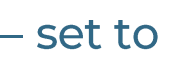 – set to